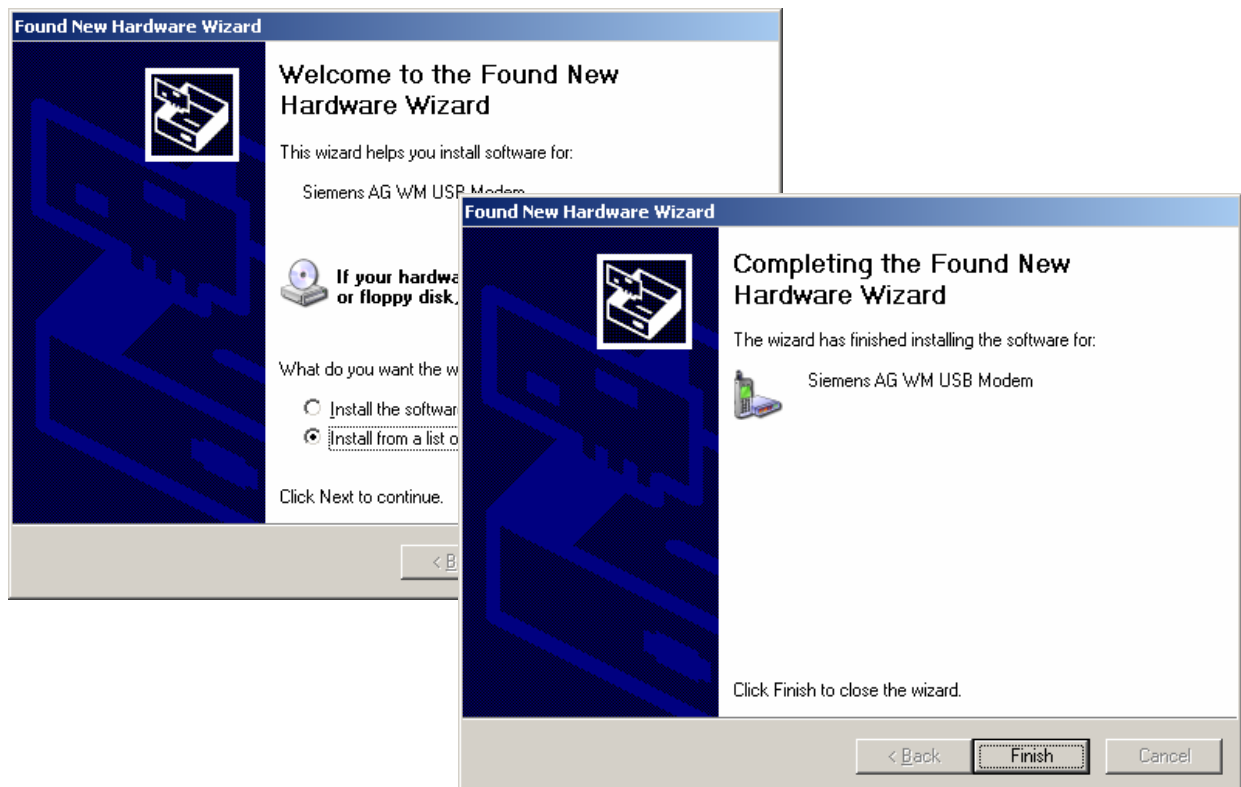 Found New Hardware Wizard
Welcome to the Found New
Hardware Wizard
This wizard helps you install software for:
Siemens AG WM USB Modem
If your hardwa
or floppy disk,
What do you want the w
Install the softwar
Install from a list o
Click Next to continue.
< B
Found New Hardware Wizard
Completing the Found New
Hardware Wizard
The wizard has finished installing the software for:
Siemens AG WM USB Modem
Click Finish to close the wizard.
< Back
Finish
Cancel